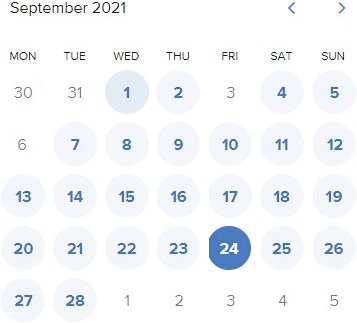 September 2021
MON TUE WED THU FRI SAT SUN
30 31 1 2 3 4 5
6 7 8 9 10 11 12
13 14 15 16 17 18 19
20 21 22 23 24 25 26
27 28 1 2 3 4 5